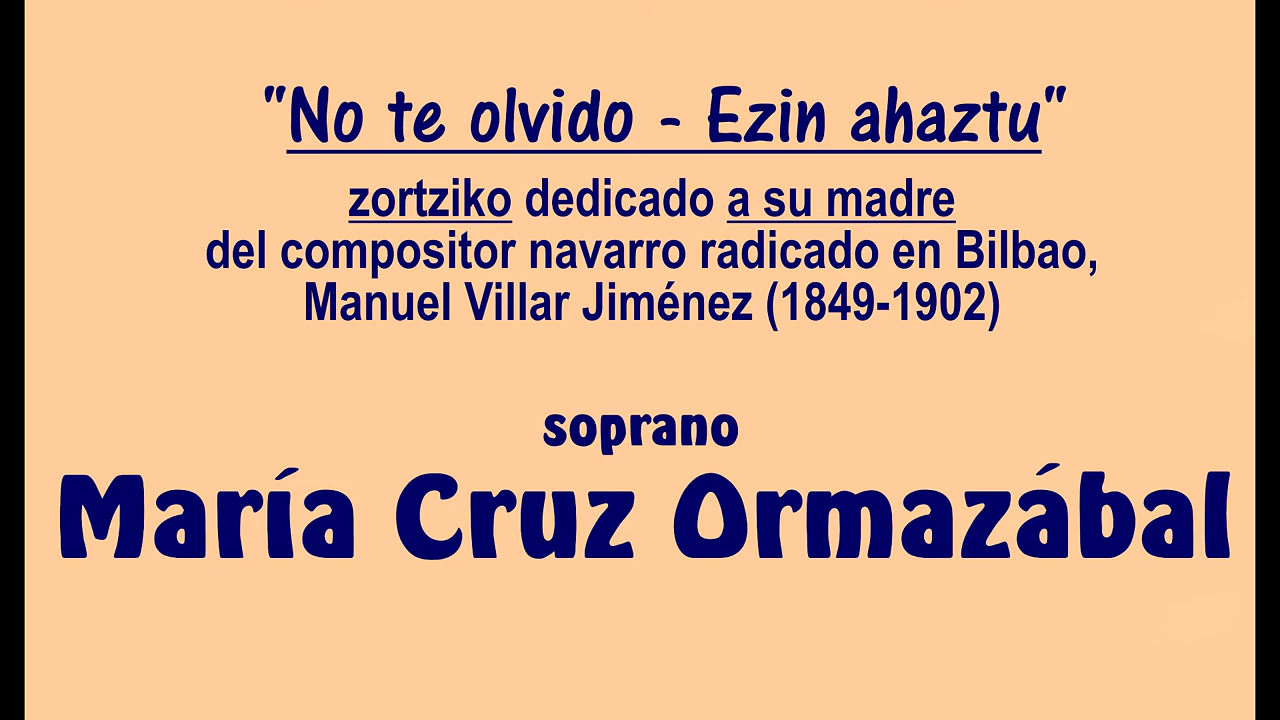 "No te olvido - Ezin ahaztu"
zortziko dedicado a su madre
del compositor navarro radicado en Bilbao,
Manuel Villar Jiménez (1849-1902)
soprano
María Cruz Ormazábal